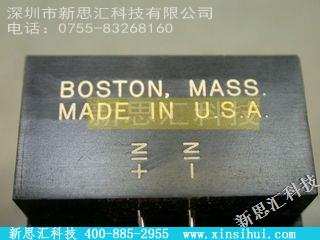 深圳市新思汇科技有限公司
电话：0755-83268160
BOSTON, MASS.
MADE IN U.S.A.
新思汇科技
+ IN
- IN
新思汇科技
新思汇科技 400-885-2955 www.xinsihui.com